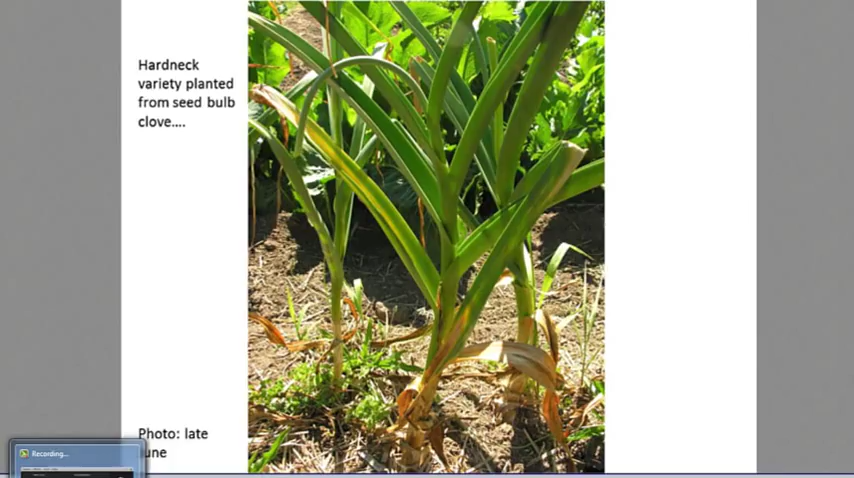 Hardneck
variety planted
from seed bulb
clove....
Photo: late
June
Recording...